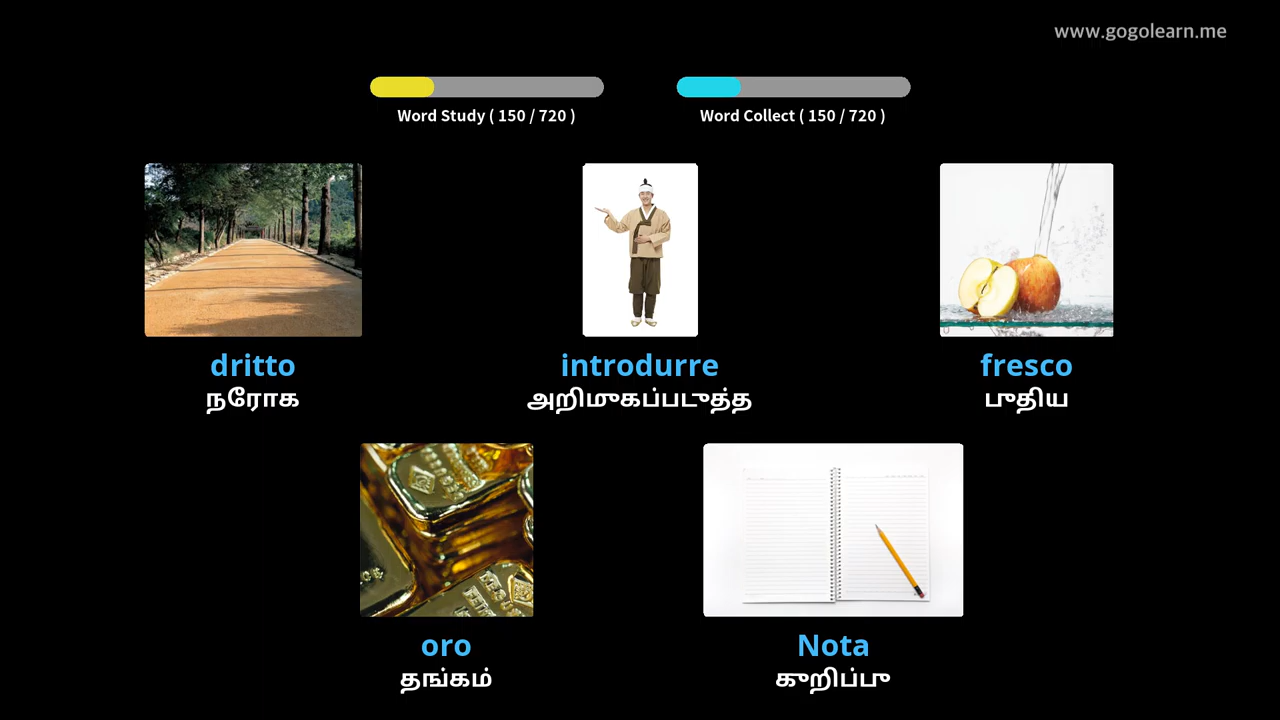 www.gogolearn.me
Word Study ( 150 / 720 )
Word Collect ( 150 / 720 )
dritto
நரோக
introdurre
அறிமுகப்படுத்த
fresco
புதிய
oro
தங்கம்
Nota
குறிப்பு